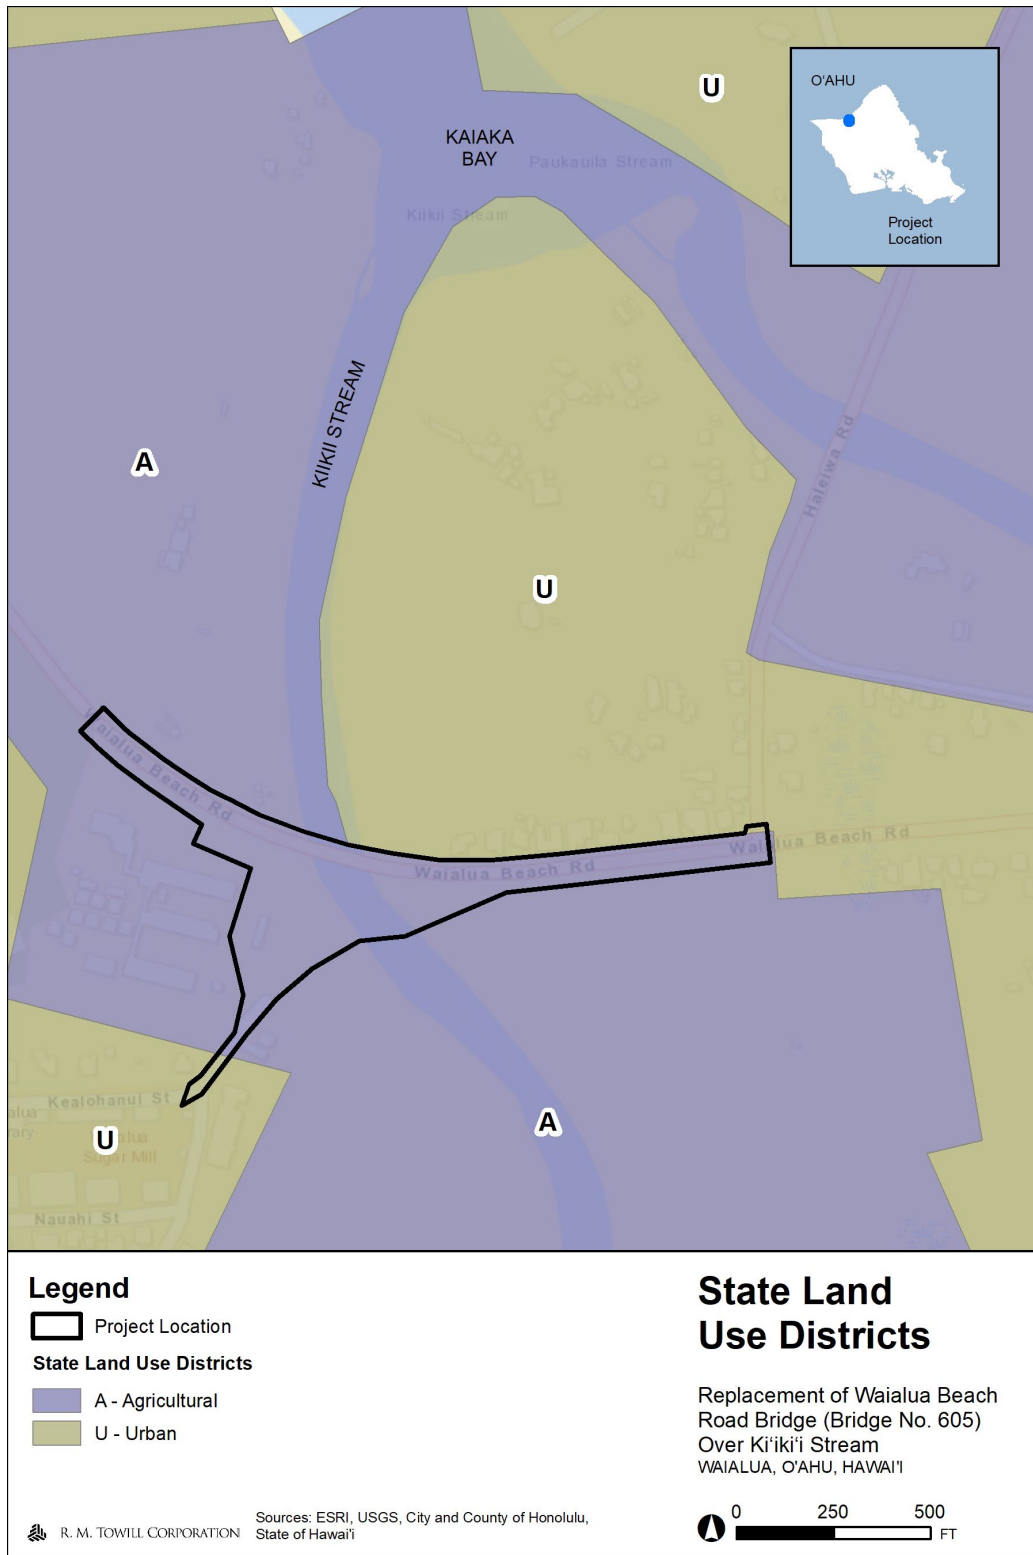 U
O'AHU
KAIAKA
BAY
Paukauila Stream
Kiikii Stream
Project
Location
KIIKII STREAM
A
Haleiwa Rd
U
Waialua Beach Rd
Waialua Beach Rd
Waialua Beach Rd
Kealohanui St
A
U
Sugar Mill
Nauahi St
Legend
Project Location
State Land Use Districts
A - Agricultural
U - Urban
State Land
Use Districts
Replacement of Waialua Beach
Road Bridge (Bridge No. 605)
Over Ki‘iki‘i Stream
WAIALUA, O'AHU, HAWAI'I
R. M. TOWILL CORPORATION
Sources: ESRI, USGS, City and County of Honolulu,
State of Hawai'i
0 250 500
FT